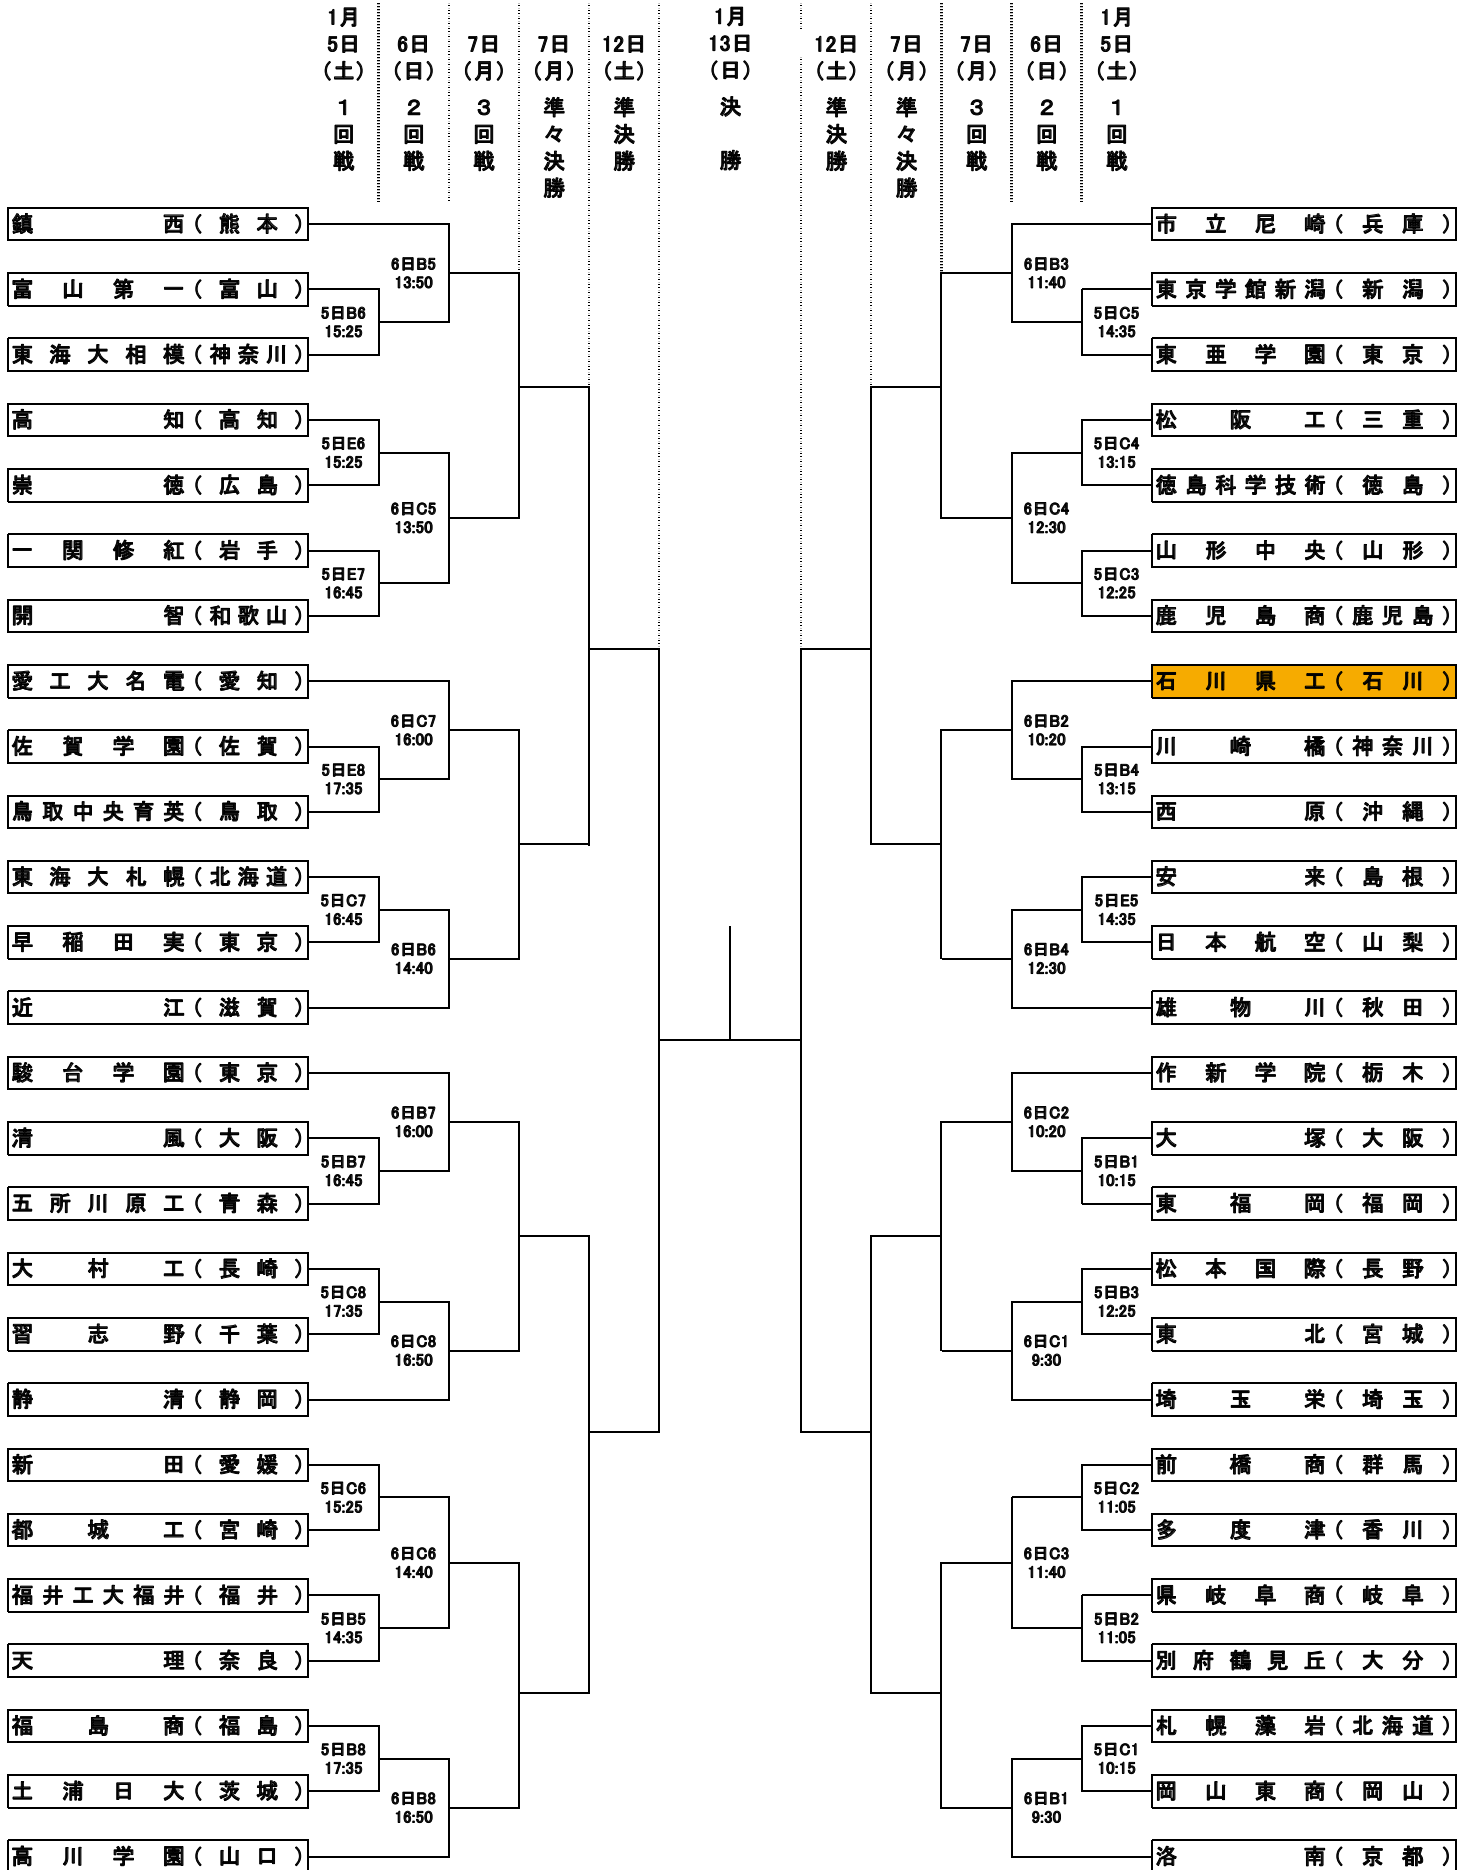 1月 5日 (土) 1回戦
6日 (日) 2回戦
7日 (月) 3回戦
7日 (月) 準々決勝
12日 (土) 準決勝
1月 13日 (日) 決勝
12日 (土) 準決勝
7日 (月) 準々決勝
7日 (月) 3回戦
6日 (日) 2回戦
1月 5日 (土) 1回戦
鎮西(熊本)
6日B5
13:50
富山第一(富山)
5日B6
15:25
東海大相模(神奈川)
高知(高知)
5日E6
15:25
崇徳(広島)
6日C5
13:50
一関修紅(岩手)
5日E7
16:45
開智(和歌山)
愛工大名電(愛知)
6日C7
16:00
佐賀学園(佐賀)
5日E8
17:35
鳥取中央育英(鳥取)
東海大札幌(北海道)
5日C7
16:45
早稲田実(東京)
6日B6
14:40
近江(滋賀)
駿台学園(東京)
6日B7
16:00
清風(大阪)
5日B7
16:45
五所川原工(青森)
大村工(長崎)
5日C8
17:35
習志野(千葉)
6日C8
16:50
静清(静岡)
新田(愛媛)
5日C6
15:25
都城工(宮崎)
6日C6
14:40
福井工大福井(福井)
5日B5
14:35
天理(奈良)
福島商(福島)
5日B8
17:35
土浦日大(茨城)
6日B8
16:50
高川学園(山口)
市立尼崎(兵庫)
6日B3
11:40
東京学館新潟(新潟)
5日C5
14:35
東亜学園(東京)
松阪工(三重)
5日C4
13:15
徳島科学技術(徳島)
6日C4
12:30
山形中央(山形)
5日C3
12:25
鹿児島商(鹿児島)
石川県工(石川)
6日B2
10:20
川崎橘(神奈川)
5日B4
13:15
西原(沖縄)
安来(島根)
5日E5
14:35
日本航空(山梨)
6日B4
12:30
雄物川(秋田)
作新学院(栃木)
6日C2
10:20
大塚(大阪)
5日B1
10:15
東福岡(福岡)
松本国際(長野)
5日B3
12:25
東北(宮城)
6日C1
9:30
埼玉栄(埼玉)
前橋商(群馬)
5日C2
11:05
多度津(香川)
6日C3
11:40
県岐阜商(岐阜)
5日B2
11:05
別府鶴見丘(大分)
札幌藻岩(北海道)
5日C1
10:15
岡山東商(岡山)
6日B1
9:30
洛南(京都)